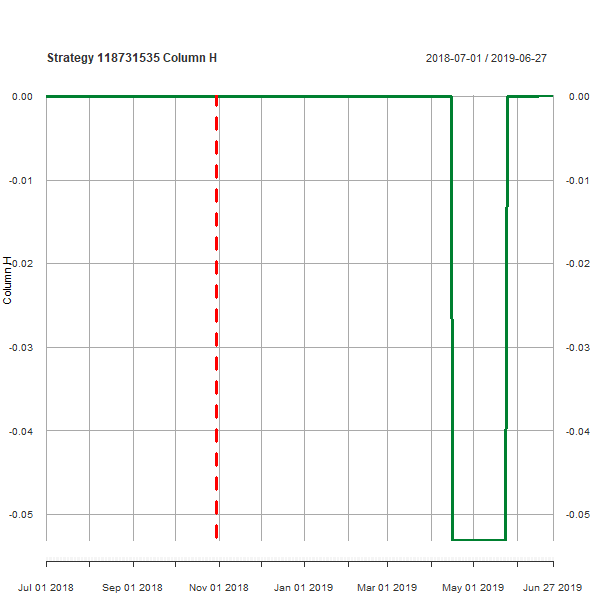 Strategy 118731535 Column H
2018-07-01 / 2019-06-27
0.00 0.00
-0.01 -0.01
-0.02 -0.02
Column H
-0.03 -0.03
-0.04 -0.04
-0.05 -0.05
Jul 01 2018 Sep 01 2018 Nov 01 2018 Jan 01 2019 Mar 01 2019 May 01 2019 Jun 27 2019